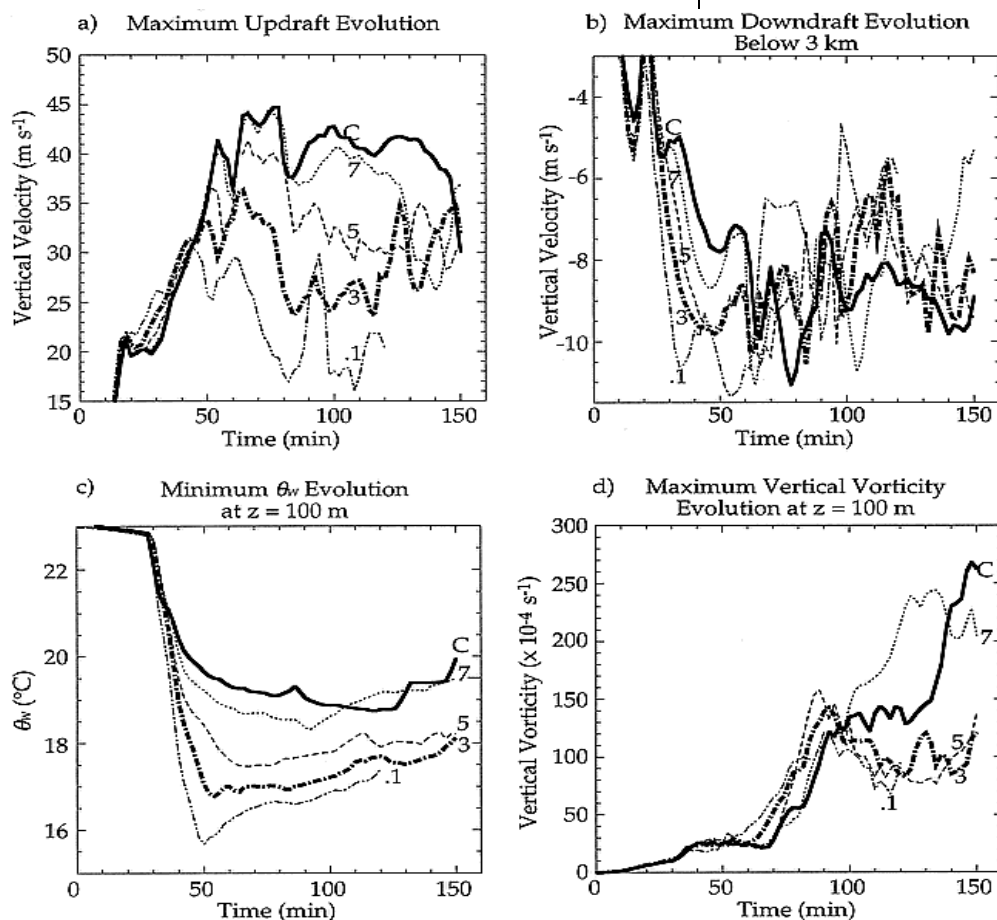 a) Maximum Updraft Evolution
Vertical Velocity (m s⁻¹)
50
45
40
35
30
25
20
15
C
7
5
3
.1
0 50 100 150
Time (min)
b) Maximum Downdraft Evolution
Below 3 km
Vertical Velocity (m s⁻¹)
-4
-6
-8
-10
C
7
5
3
.1
0 50 100 150
Time (min)
c) Minimum θw Evolution
at z = 100 m
θw (°C)
22
20
18
16
C
7
5
3
.1
0 50 100 150
Time (min)
d) Maximum Vertical Vorticity
Evolution at z = 100 m
Vertical Vorticity (x 10⁻⁴ s⁻¹)
300
250
200
150
100
50
0
C
7
5
3
.1
0 50 100 150
Time (min)